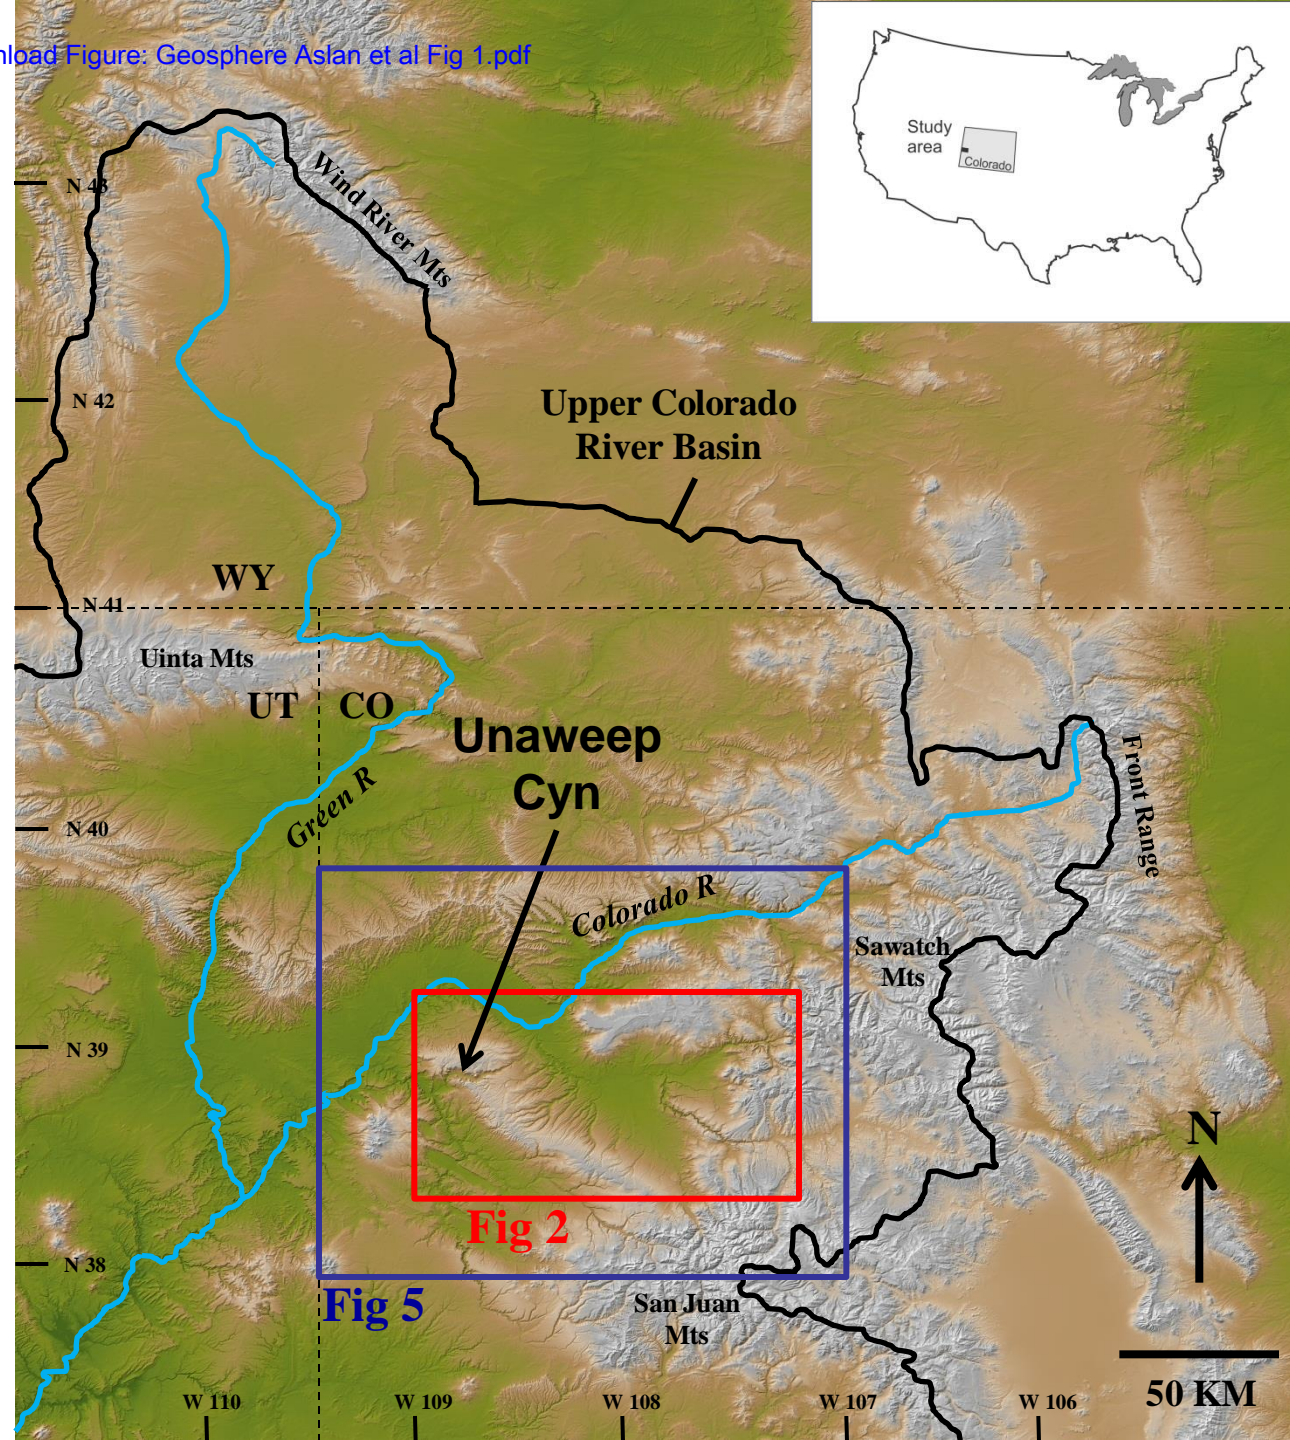 nload Figure: Geosphere Aslan et al Fig 1.pdf
Study
area
Colorado
N 43
Wind River Mts
N 42
Upper Colorado
River Basin
WY
N 41
Uinta Mts
UT
CO
Unaweep
Cyn
Front Range
Green R
N 40
Colorado R
Sawatch
Mts
N 39
N
Fig 2
N 38
Fig 5
San Juan
Mts
50 KM
W 110
W 109
W 108
W 107
W 106